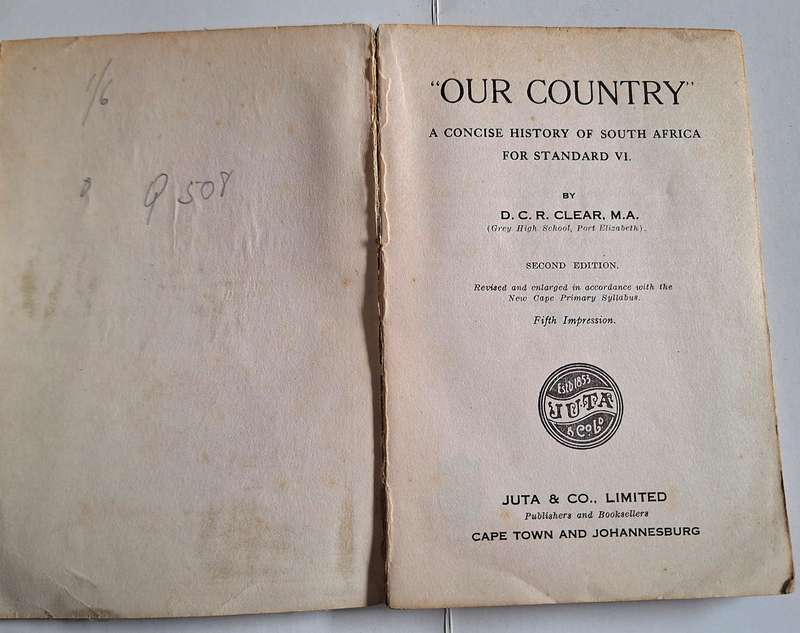 1/6
Q 508
"OUR COUNTRY"
A CONCISE HISTORY OF SOUTH AFRICA
FOR STANDARD VI.
BY
D. C. R. CLEAR, M.A.
(Grey High School, Port Elizabeth).
SECOND EDITION.
Revised and enlarged in accordance with the
New Cape Primary Syllabus.
Fifth Impression.
Estd 1853
JUTA
& Co Ld
JUTA & CO., LIMITED
Publishers and Booksellers
CAPE TOWN AND JOHANNESBURG